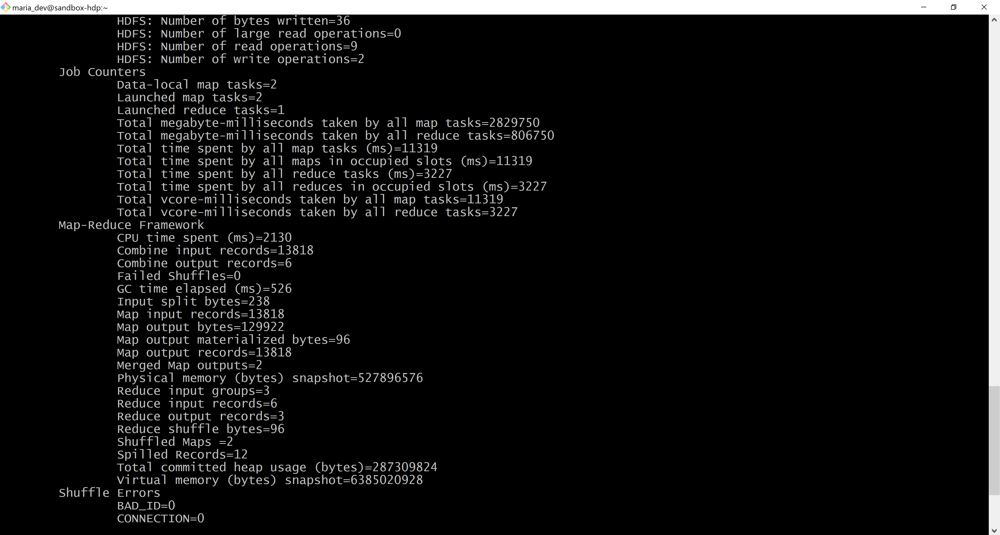 maria_dev@sandbox-hdp:~
HDFS: Number of bytes written=36
HDFS: Number of large read operations=0
HDFS: Number of read operations=9
HDFS: Number of write operations=2
Job Counters
Data-local map tasks=2
Launched map tasks=2
Launched reduce tasks=1
Total megabyte-milliseconds taken by all map tasks=2829750
Total megabyte-milliseconds taken by all reduce tasks=806750
Total time spent by all map tasks (ms)=11319
Total time spent by all maps in occupied slots (ms)=11319
Total time spent by all reduce tasks (ms)=3227
Total time spent by all reduces in occupied slots (ms)=3227
Total vcore-milliseconds taken by all map tasks=11319
Total vcore-milliseconds taken by all reduce tasks=3227
Map-Reduce Framework
CPU time spent (ms)=2130
Combine input records=13818
Combine output records=6
Failed Shuffles=0
GC time elapsed (ms)=526
Input split bytes=238
Map input records=13818
Map output bytes=129922
Map output materialized bytes=96
Map output records=13818
Merged Map outputs=2
Physical memory (bytes) snapshot=527896576
Reduce input groups=3
Reduce input records=6
Reduce output records=3
Reduce shuffle bytes=96
Shuffled Maps =2
Spilled Records=12
Total committed heap usage (bytes)=287309824
Virtual memory (bytes) snapshot=6385020928
Shuffle Errors
BAD_ID=0
CONNECTION=0